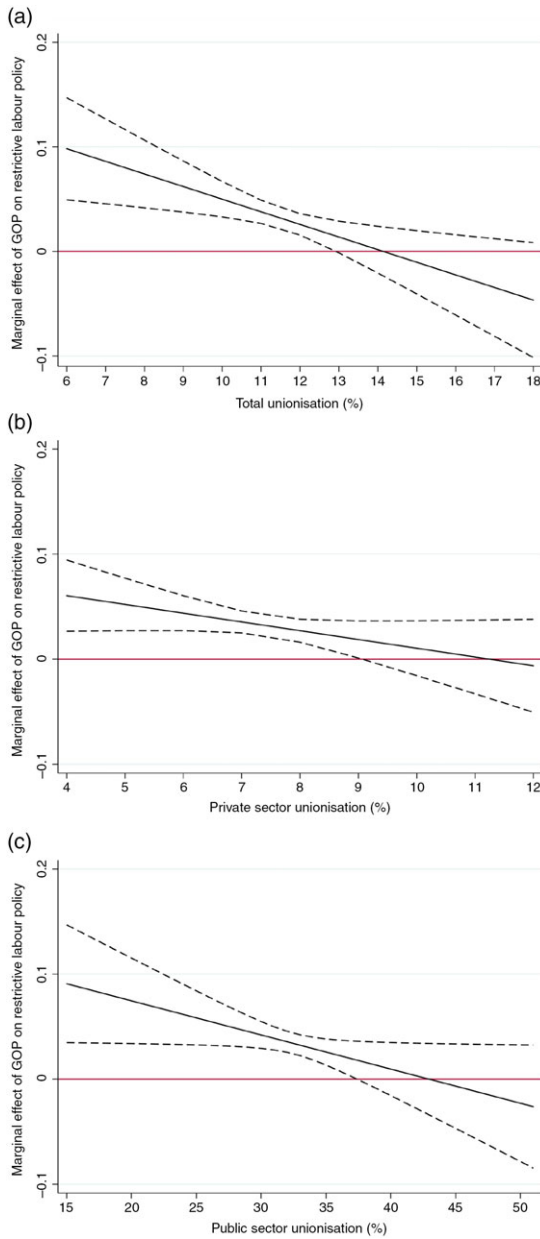 (a)
Marginal effect of GOP on restrictive labour policy
0.2
0.1
0
−0.1
6 7 8 9 10 11 12 13 14 15 16 17 18
Total unionisation (%)
(b)
Marginal effect of GOP on restrictive labour policy
0.2
0.1
0
−0.1
4 5 6 7 8 9 10 11 12
Private sector unionisation (%)
(c)
Marginal effect of GOP on restrictive labour policy
0.2
0.1
0
−0.1
15 20 25 30 35 40 45 50
Public sector unionisation (%)